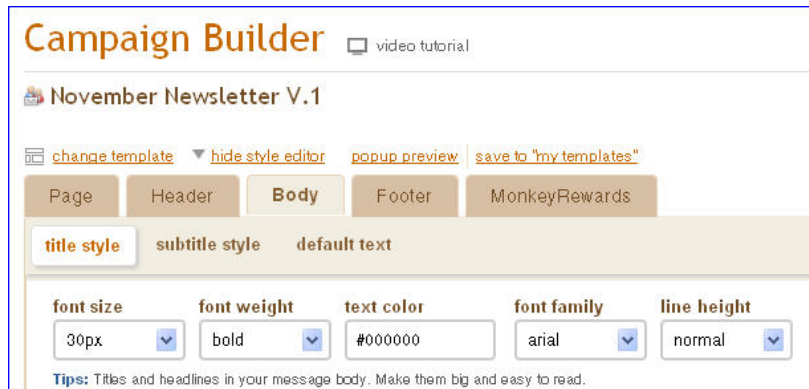 Campaign Builder video tutorial
November Newsletter V.1
change template hide style editor popup preview save to "my templates"
Page Header Body Footer MonkeyRewards
title style subtitle style default text
font size font weight text color font family line height
30px bold #000000 arial normal
Tips: Titles and headlines in your message body. Make them big and easy to read.